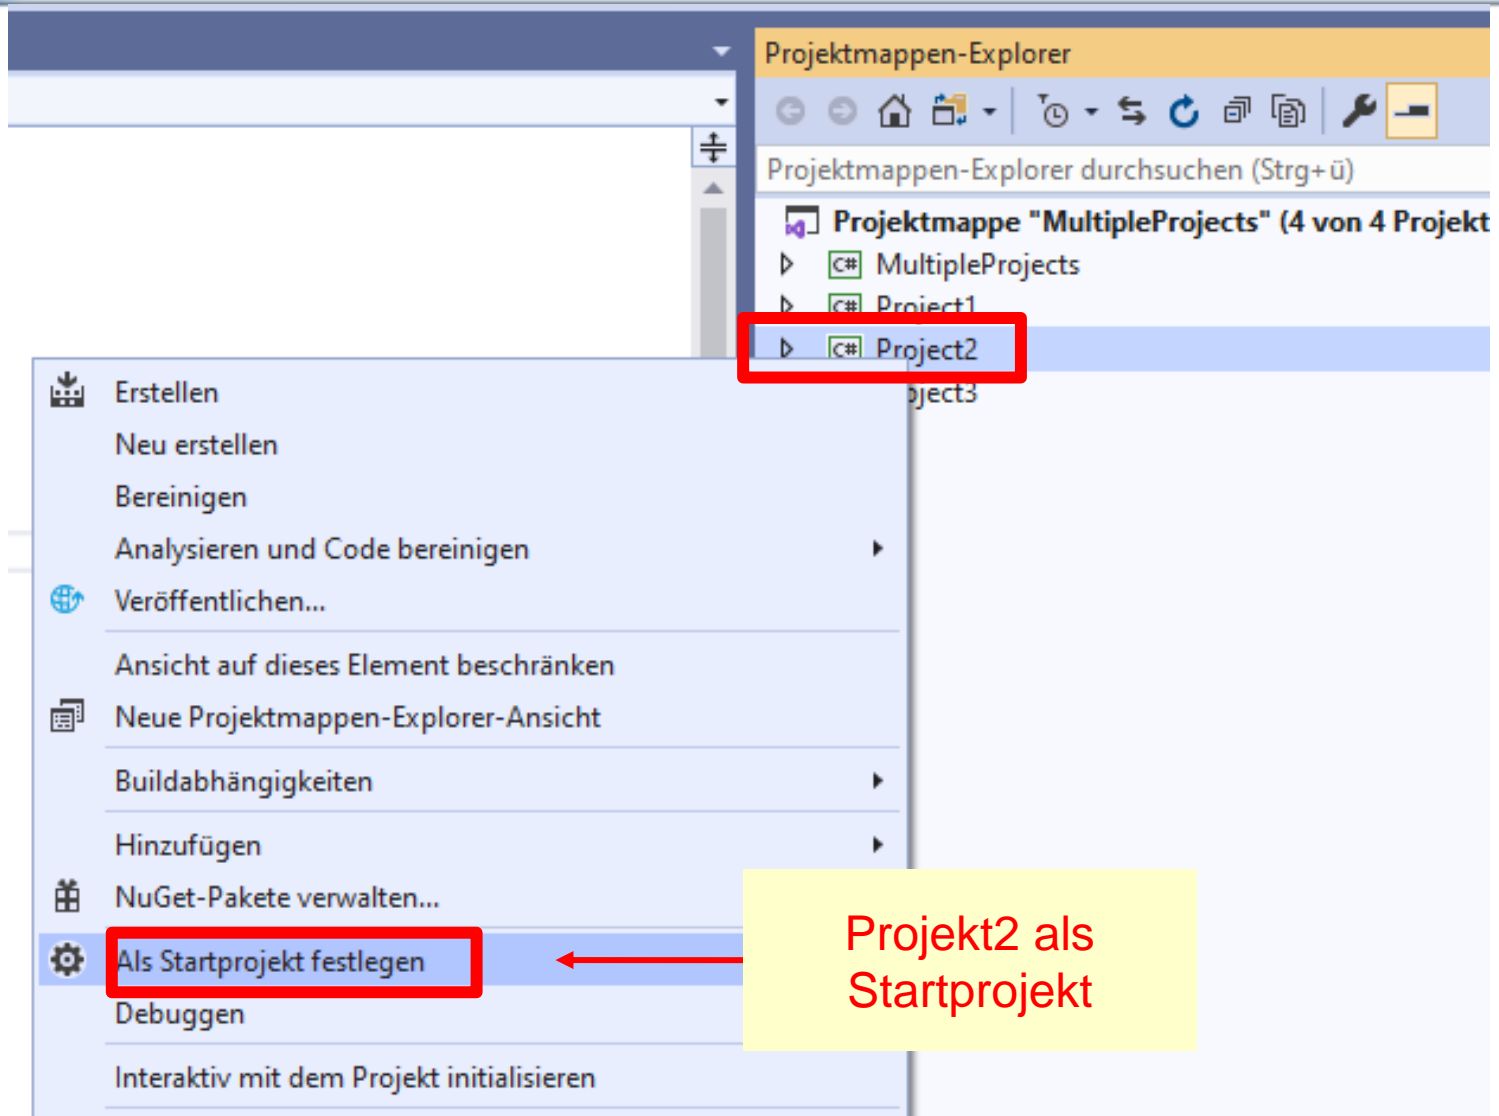 Projektmappen-Explorer
Projektmappen-Explorer durchsuchen (Strg+ü)
Projektmappe "MultipleProjects" (4 von 4 Projekt
C# MultipleProjects
C# Project1
C# Project2
oject3
Erstellen
Neu erstellen
Bereinigen
Analysieren und Code bereinigen
Veröffentlichen...
Ansicht auf dieses Element beschränken
Neue Projektmappen-Explorer-Ansicht
Buildabhängigkeiten
Hinzufügen
NuGet-Pakete verwalten...
Als Startprojekt festlegen
Debuggen
Interaktiv mit dem Projekt initialisieren
Projekt2 als
Startprojekt